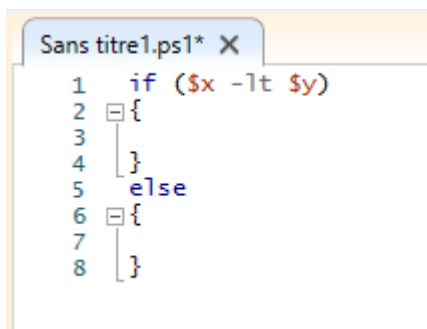 Sans titre1.ps1* X
1 if ($x -lt $y)
2 {
3
4 }
5 else
6 {
7
8 }